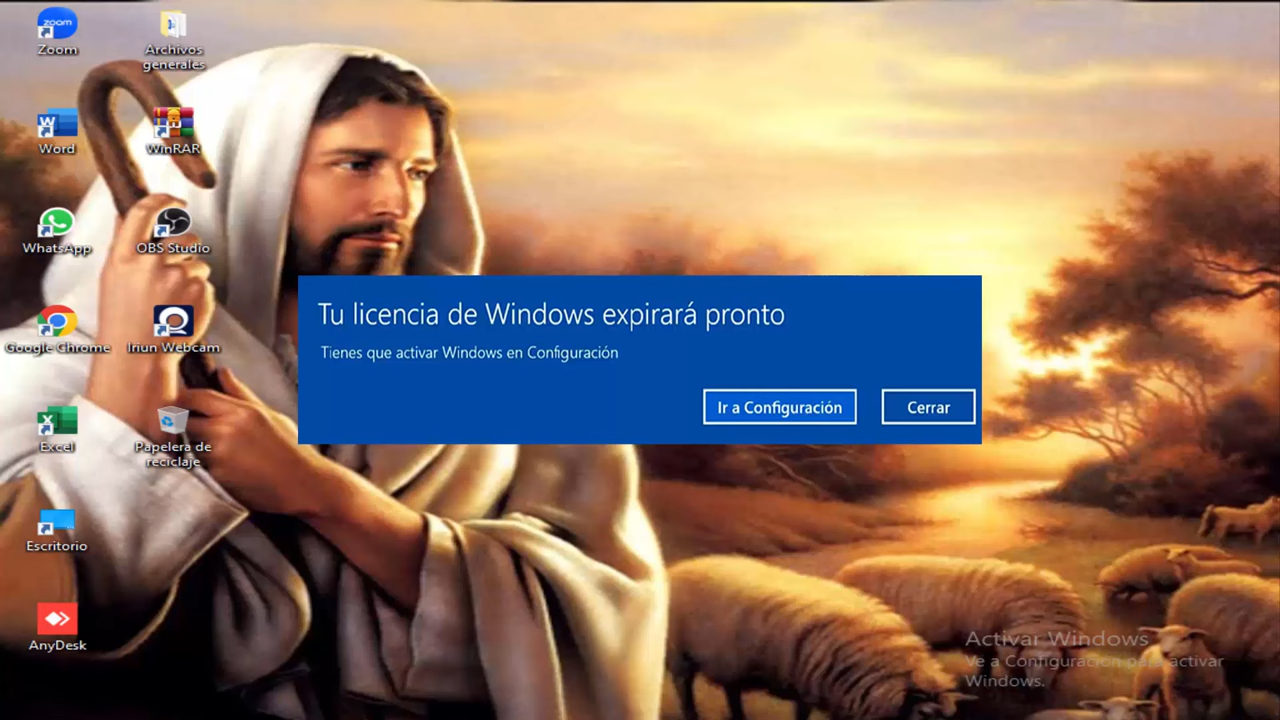 Zoom
Archivos
generales
Word
WinRAR
WhatsApp
OBS Studio
Google Chrome
Iriun Webcam
Excel
Papelera de
reciclaje
Escritorio
AnyDesk
Tu licencia de Windows expirará pronto
Tienes que activar Windows en Configuración
Ir a Configuración
Cerrar
Activar Windows
Ve a Configuración para activar
Windows.